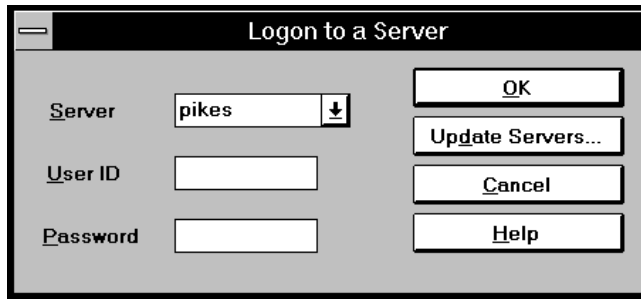 Logon to a Server
Server
pikes
User ID
Password
OK
Update Servers...
Cancel
Help